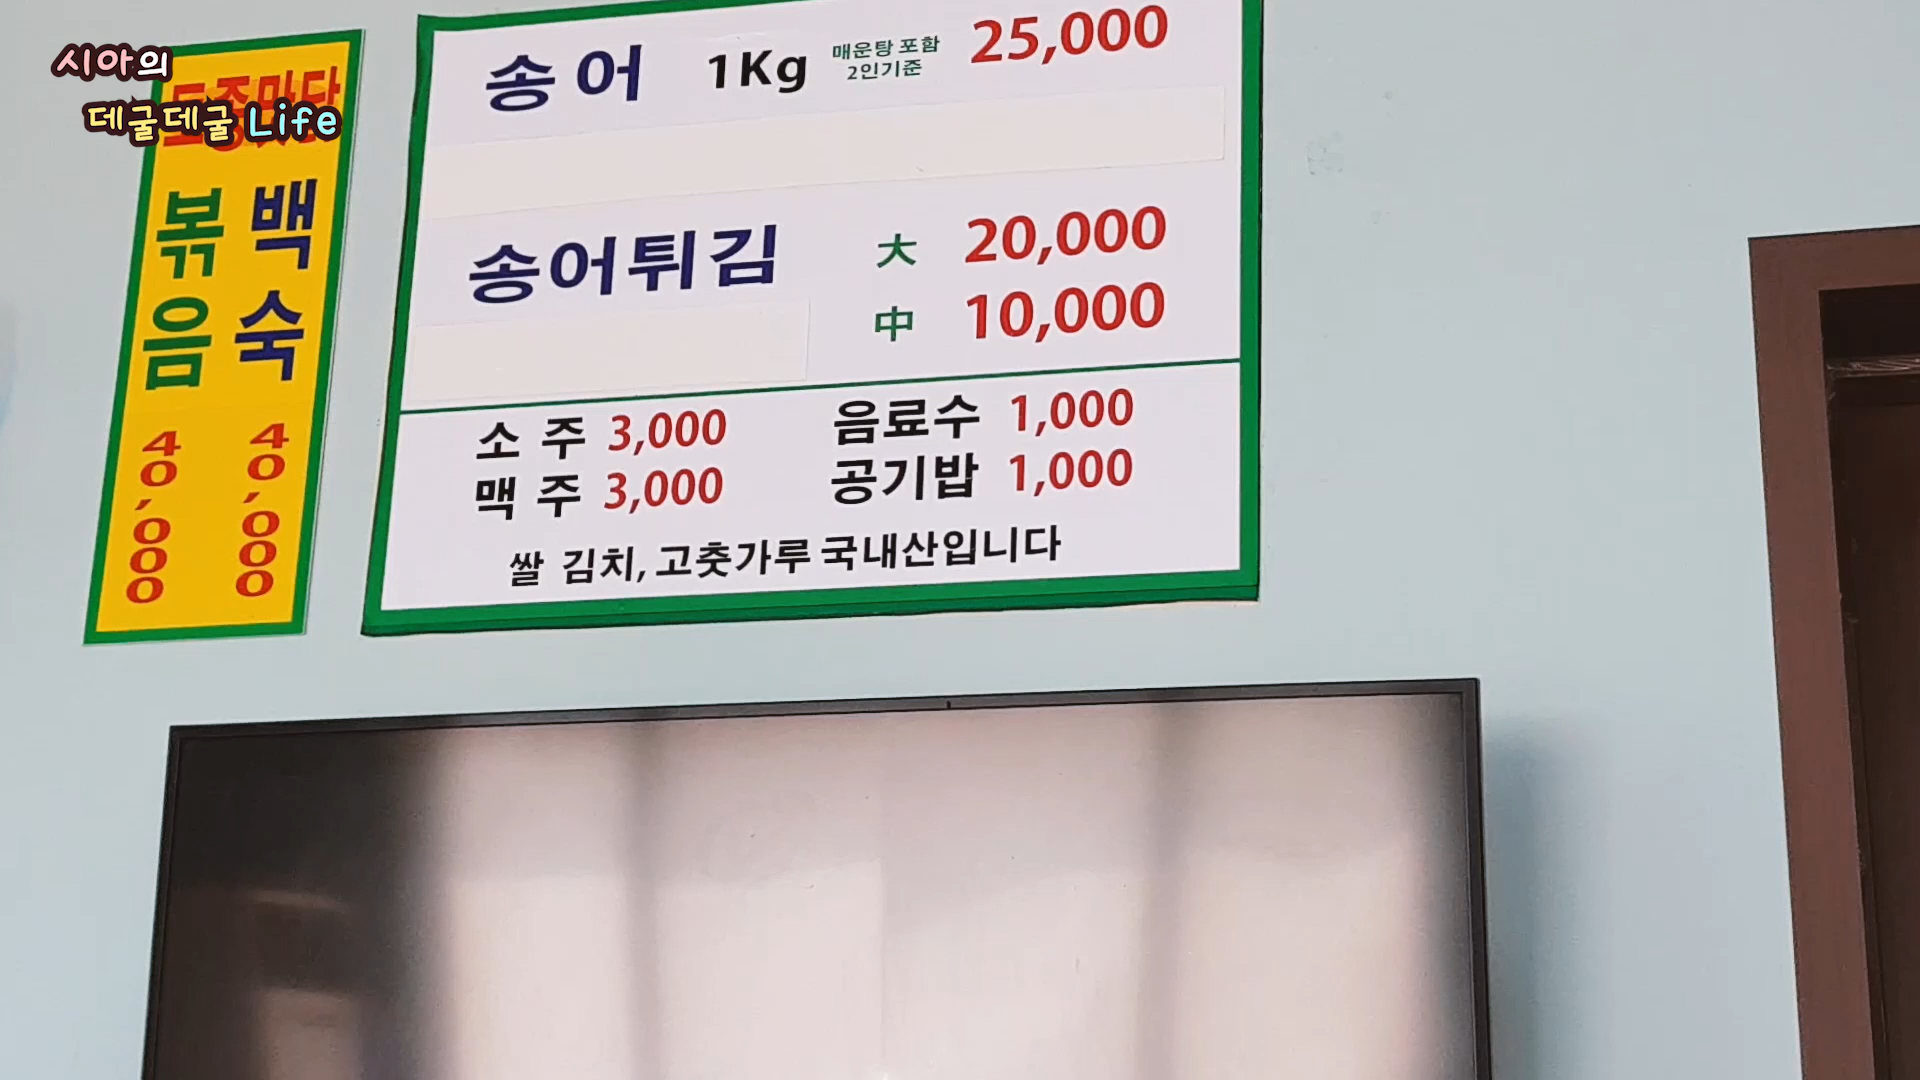 시아의
데굴데굴 Life
백숙 40,000
볶음 40,000
송어 1Kg 매운탕 포함 2인기준 25,000
송어튀김 大 20,000
中 10,000
소주 3,000 음료수 1,000
맥주 3,000 공기밥 1,000
쌀 김치, 고춧가루 국내산입니다